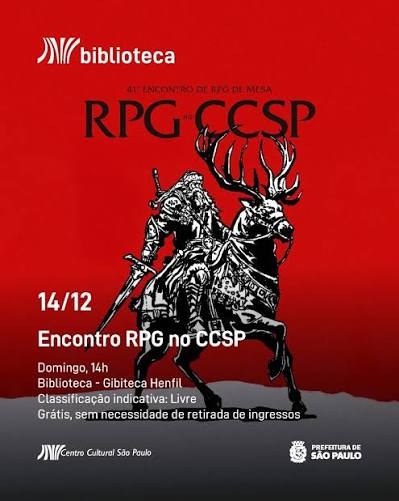 biblioteca
41º ENCONTRO DE RPG DE MESA
RPG NO CCSP
14/12
Encontro RPG no CCSP
Domingo, 14h
Biblioteca - Gibiteca Henfil
Classificação indicativa: Livre
Grátis, sem necessidade de retirada de ingressos
Centro Cultural São Paulo
PREFEITURA DE
SÃO PAULO